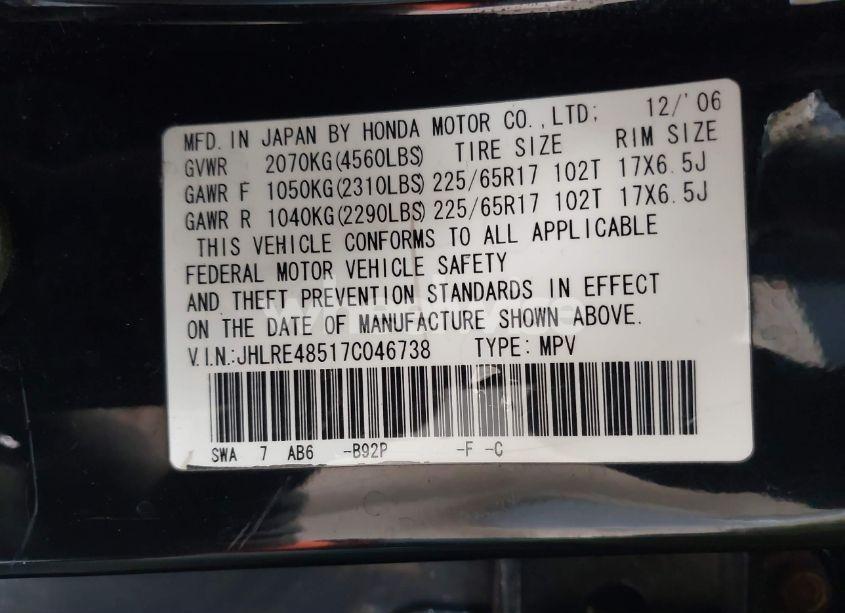 MFD. IN JAPAN BY HONDA MOTOR CO.,LTD; 12/'06
GVWR 2070KG(4560LBS) TIRE SIZE RIM SIZE
GAWR F 1050KG(2310LBS) 225/65R17 102T 17X6.5J
GAWR R 1040KG(2290LBS) 225/65R17 102T 17X6.5J
THIS VEHICLE CONFORMS TO ALL APPLICABLE
FEDERAL MOTOR VEHICLE SAFETY
AND THEFT PREVENTION STANDARDS IN EFFECT
ON THE DATE OF MANUFACTURE SHOWN ABOVE.
V.I.N.:JHLRE48517C046738 TYPE: MPV
SWA 7 AB6 -B92P -F -C